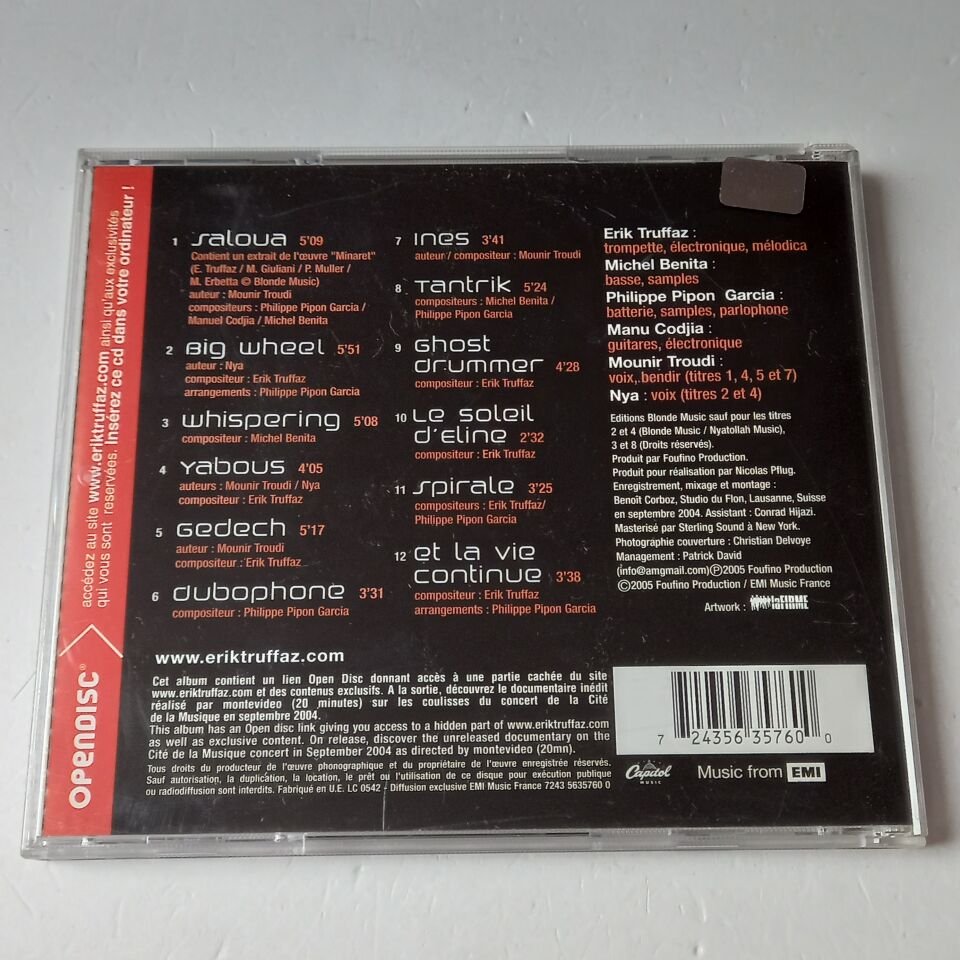 accédez au site www.eriktruffaz.com ainsi qu'aux exclusivités
qui vous sont reservées. Insérez ce cd dans votre ordinateur !
OPENDISC®
1 Saloua 5'09
Contient un extrait de l'œuvre "Minaret"
(E. Truffaz / M. Giuliani / P. Muller /
M. Erbetta © Blonde Music)
auteur : Mounir Troudi
compositeurs : Philippe Pipon Garcia /
Manuel Codjia / Michel Benita
2 Big wheel 5'51
auteur : Nya
compositeur : Erik Truffaz
arrangements : Philippe Pipon Garcia
3 whispering 5'08
compositeur : Michel Benita
4 Yabous 4'05
auteurs : Mounir Troudi / Nya
compositeur : Erik Truffaz
5 Gedech 5'17
auteur : Mounir Troudi
compositeur : Erik Truffaz
6 dubophone 3'31
compositeur : Philippe Pipon Garcia
7 Ines 3'41
auteur / compositeur : Mounir Troudi
8 Tantrik 5'24
compositeurs : Michel Benita /
Philippe Pipon Garcia
9 Ghost
drummer 4'28
compositeur : Erik Truffaz
10 Le soleil
d'eline 2'32
compositeur : Erik Truffaz
11 Spirale 3'25
compositeurs : Erik Truffaz/
Philippe Pipon Garcia
12 et la vie
continue 3'38
compositeur : Erik Truffaz
arrangements : Philippe Pipon Garcia
Erik Truffaz :
trompette, électronique, mélodica
Michel Benita :
basse, samples
Philippe Pipon Garcia :
batterie, samples, parlophone
Manu Codjia :
guitares, électronique
Mounir Troudi :
voix, bendir (titres 1, 4, 5 et 7)
Nya : voix (titres 2 et 4)
Editions Blonde Music sauf pour les titres
2 et 4 (Blonde Music / Nyatollah Music),
3 et 8 (Droits réservés).
Produit par Foufino Production.
Produit pour réalisation par Nicolas Pflug.
Enregistrement, mixage et montage :
Benoît Corboz, Studio du Flon, Lausanne, Suisse
en septembre 2004. Assistant : Conrad Hijazi.
Masterisé par Sterling Sound à New York.
Photographie couverture : Christian Delvoye
Management : Patrick David
(info@amgmail.com) Ⓟ2005 Foufino Production
©2005 Foufino Production / EMI Music France
Artwork : laFIRME
www.eriktruffaz.com
Cet album contient un lien Open Disc donnant accès à une partie cachée du site
www.eriktruffaz.com et des contenus exclusifs. A la sortie, découvrez le documentaire inédit
réalisé par montevideo (20 minutes) sur les coulisses du concert de la Cité
de la Musique en septembre 2004.
This album has an Open disc link giving you access to a hidden part of www.eriktruffaz.com
as well as exclusive content. On release, discover the unreleased documentary on the
Cité de la Musique concert in September 2004 as directed by montevideo (20mn).
Tous droits du producteur de l'œuvre phonographique et du propriétaire de l'œuvre enregistrée réservés.
Sauf autorisation, la duplication, la location, le prêt ou l'utilisation de ce disque pour exécution publique
ou radiodiffusion sont interdits. Fabriqué en U.E. LC 0542 - Diffusion exclusive EMI Music France 7243 5635760 0
7 24356 35760 0
Capitol
MUSIC
Music from EMI